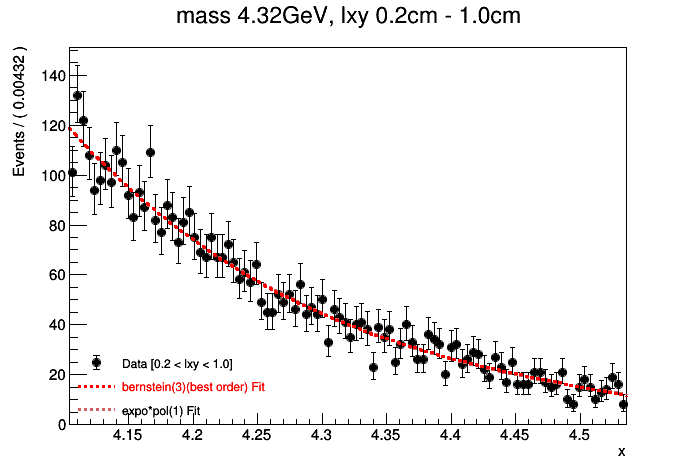 mass 4.32GeV, lxy 0.2cm - 1.0cm
Events / ( 0.00432 )
140
120
100
80
60
40
20
0
Data [0.2 < lxy < 1.0]
bernstein(3)(best order) Fit
expo*pol(1) Fit
4.15 4.2 4.25 4.3 4.35 4.4 4.45 4.5
x